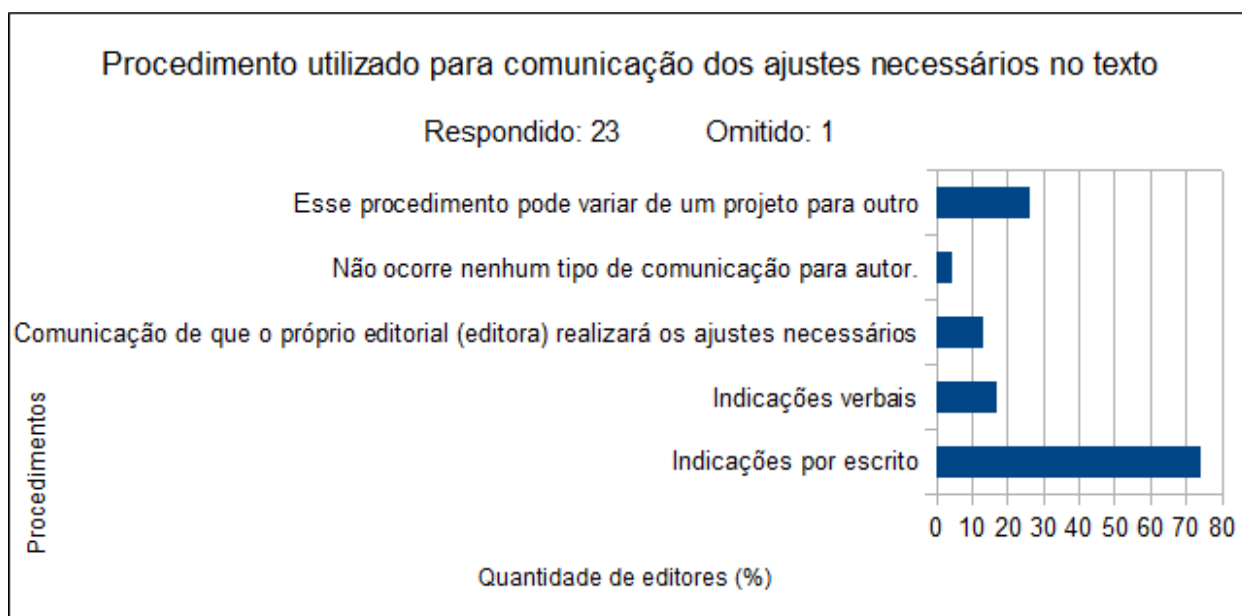 Procedimento utilizado para comunicação dos ajustes necessários no texto
Respondido: 23 Omitido: 1
Esse procedimento pode variar de um projeto para outro
Não ocorre nenhum tipo de comunicação para autor.
Comunicação de que o próprio editorial (editora) realizará os ajustes necessários
Indicações verbais
Indicações por escrito
Procedimentos
0 10 20 30 40 50 60 70 80
Quantidade de editores (%)